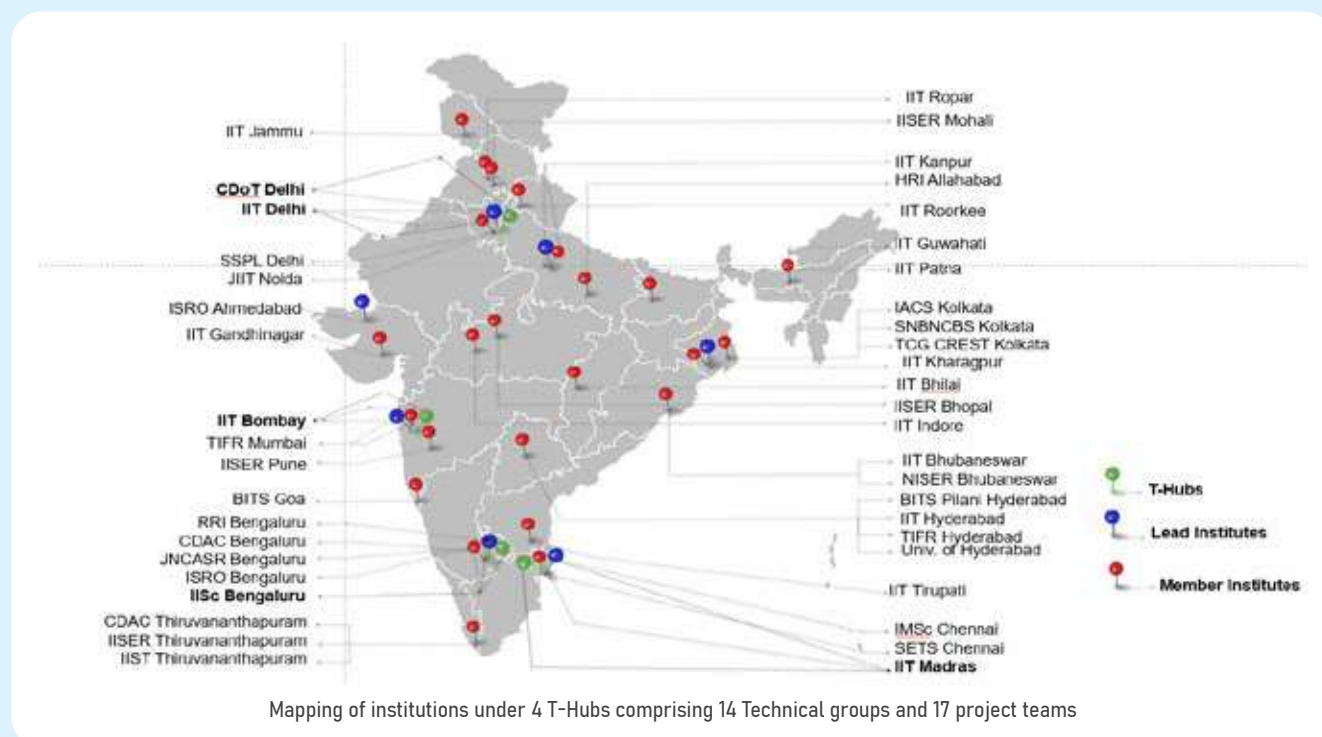 IIT Jammu
CDoT Delhi
IIT Delhi
SSPL Delhi
JIIT Noida
ISRO Ahmedabad
IIT Gandhinagar
IIT Bombay
TIFR Mumbai
IISER Pune
BITS Goa
RRI Bengaluru
CDAC Bengaluru
JNCASR Bengaluru
ISRO Bengaluru
IISc Bengaluru
CDAC Thiruvananthapuram
IISER Thiruvananthapuram
IIST Thiruvananthapuram
IIT Ropar
IISER Mohali
IIT Kanpur
HRI Allahabad
IIT Roorkee
IIT Guwahati
IIT Patna
IACS Kolkata
SNBNCBS Kolkata
TCG CREST Kolkata
IIT Kharagpur
IIT Bhilai
IISER Bhopal
IIT Indore
IIT Bhubaneswar
NISER Bhubaneswar
BITS Pilani Hyderabad
IIT Hyderabad
TIFR Hyderabad
Univ. of Hyderabad
IIT Tirupati
IMSc Chennai
SETS Chennai
IIT Madras
T-Hubs
Lead Institutes
Member Institutes
Mapping of institutions under 4 T-Hubs comprising 14 Technical groups and 17 project teams